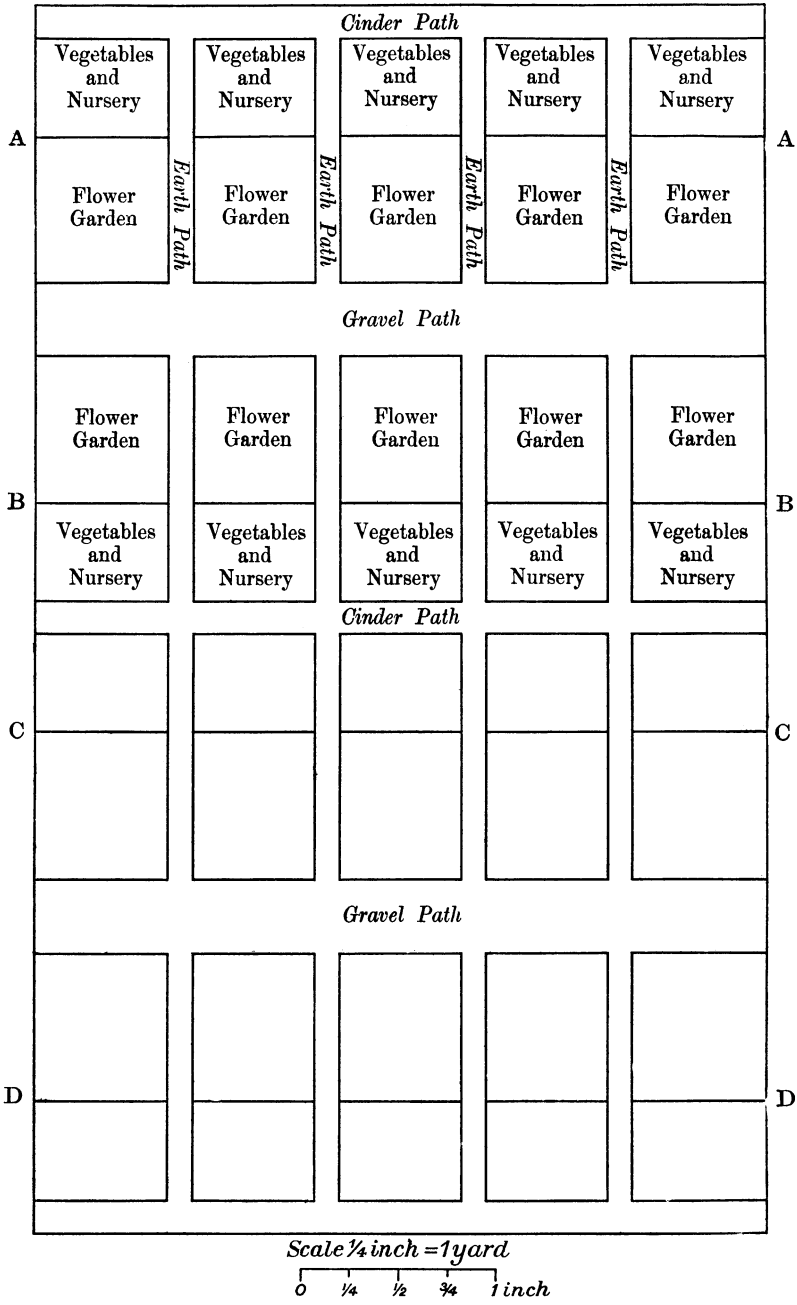 Cinder Path
Vegetables
and
Nursery
Vegetables
and
Nursery
Vegetables
and
Nursery
Vegetables
and
Nursery
Vegetables
and
Nursery
A
A
Flower
Garden
Earth Path
Flower
Garden
Earth Path
Flower
Garden
Earth Path
Flower
Garden
Earth Path
Flower
Garden
Gravel Path
Flower
Garden
Flower
Garden
Flower
Garden
Flower
Garden
Flower
Garden
B
B
Vegetables
and
Nursery
Vegetables
and
Nursery
Vegetables
and
Nursery
Vegetables
and
Nursery
Vegetables
and
Nursery
Cinder Path
C
C
Gravel Path
D
D
Scale ¼ inch = 1 yard
0 ¼ ½ ¾ 1 inch